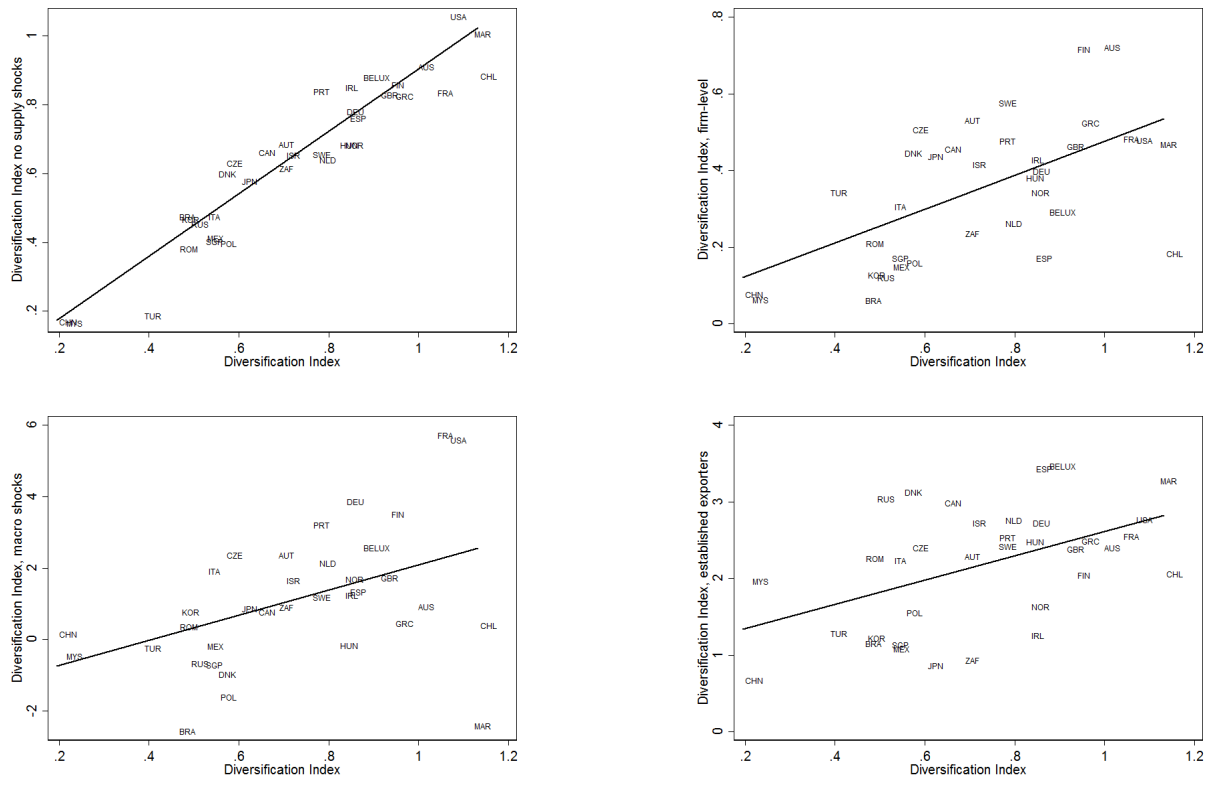 Diversification Index no supply shocks
1
.8
.6
.4
.2
USA
MAR
AUS
CHL
BELUX
FIN
IRL
PRT
GBR
GRC
FRA
DEU
ESP
AUT
HUN
NOR
CAN
ISR
SWE
NLD
CZE
ZAF
DNK
JPN
BRA
KOR
ITA
RUS
MEX
SGP
POL
ROM
CHN
MYS
TUR
.2 .4 .6 .8 1 1.2
Diversification Index
Diversification Index, firm-level
.8
.6
.4
.2
0
FIN
AUS
SWE
AUT
GRC
CZE
PRT
FRA
USA
MAR
GBR
CAN
DNK
JPN
IRL
ISR
DEU
HUN
TUR
NOR
ITA
BELUX
NLD
ZAF
ROM
CHL
SGP
ESP
POL
MEX
KOR
RUS
CHN
MYS
BRA
.2 .4 .6 .8 1 1.2
Diversification Index
Diversification Index, macro shocks
6
4
2
0
-2
FRA
USA
DEU
FIN
PRT
BELUX
CZE
AUT
NLD
ITA
ISR
NOR
GBR
ESP
IRL
SWE
JPN
ZAF
AUS
KOR
CAN
ROM
GRC
CHL
CHN
TUR
MEX
HUN
MYS
RUS
SGP
DNK
POL
MAR
BRA
.2 .4 .6 .8 1 1.2
Diversification Index
Diversification Index, established exporters
4
3
2
1
0
BELUX
ESP
MAR
DNK
RUS
CAN
USA
NLD
ISR
DEU
FRA
PRT
HUN
GRC
SWE
CZE
GBR
AUS
AUT
ROM
ITA
CHL
FIN
MYS
NOR
POL
TUR
IRL
KOR
BRA
SGP
MEX
ZAF
JPN
CHN
.2 .4 .6 .8 1 1.2
Diversification Index